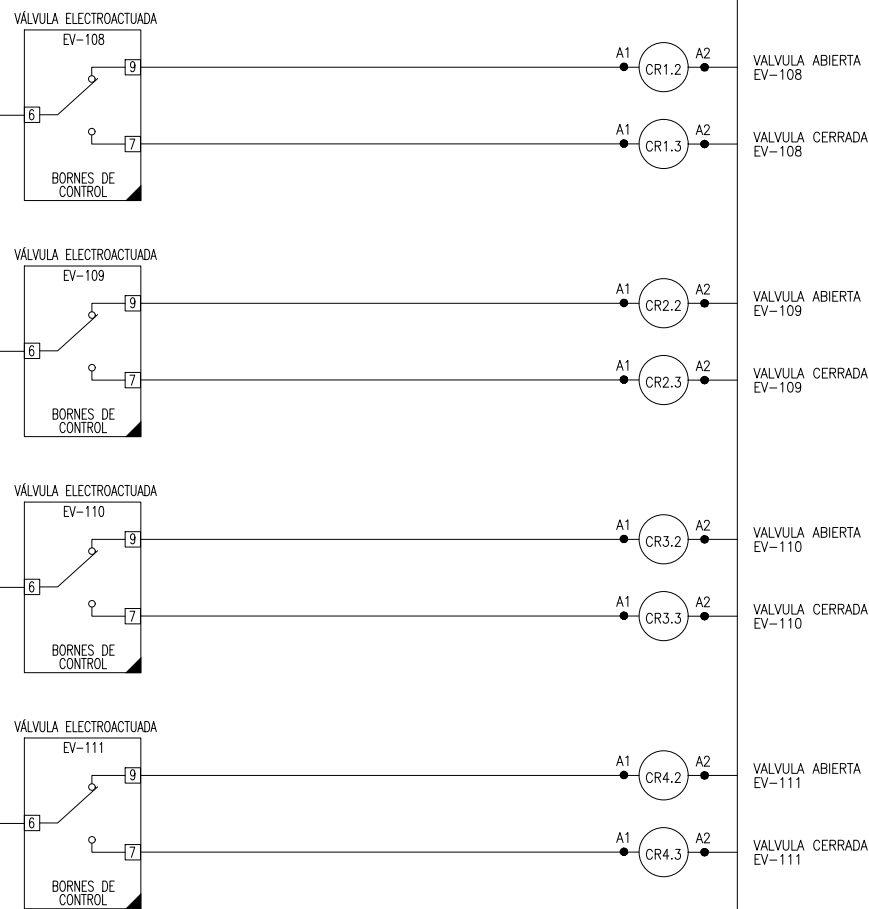 VÁLVULA ELECTROACTUADA
EV-108
9
6
7
BORNES DE
CONTROL
A1
CR1.2
A2
VALVULA ABIERTA
EV-108
A1
CR1.3
A2
VALVULA CERRADA
EV-108
VÁLVULA ELECTROACTUADA
EV-109
9
6
7
BORNES DE
CONTROL
A1
CR2.2
A2
VALVULA ABIERTA
EV-109
A1
CR2.3
A2
VALVULA CERRADA
EV-109
VÁLVULA ELECTROACTUADA
EV-110
9
6
7
BORNES DE
CONTROL
A1
CR3.2
A2
VALVULA ABIERTA
EV-110
A1
CR3.3
A2
VALVULA CERRADA
EV-110
VÁLVULA ELECTROACTUADA
EV-111
9
6
7
BORNES DE
CONTROL
A1
CR4.2
A2
VALVULA ABIERTA
EV-111
A1
CR4.3
A2
VALVULA CERRADA
EV-111